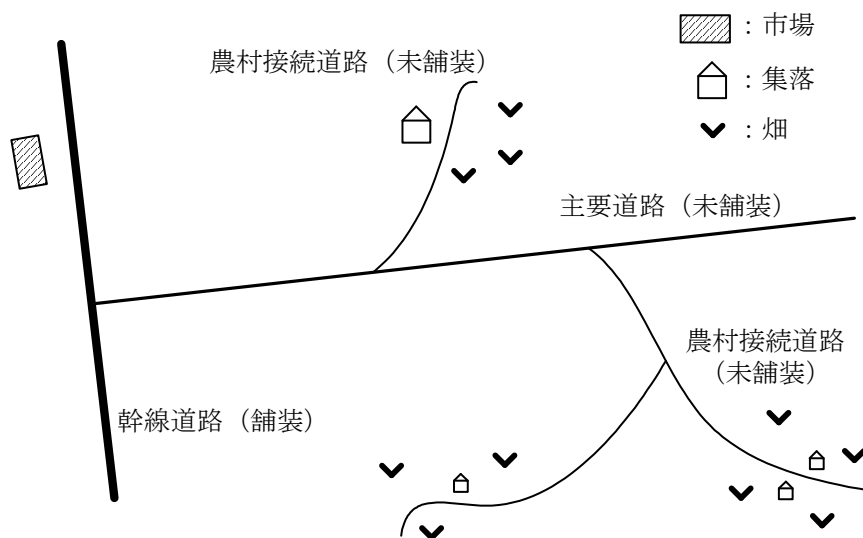 農村接続道路（未舗装）
：市場
：集落
：畑
主要道路（未舗装）
農村接続道路
（未舗装）
幹線道路（舗装）